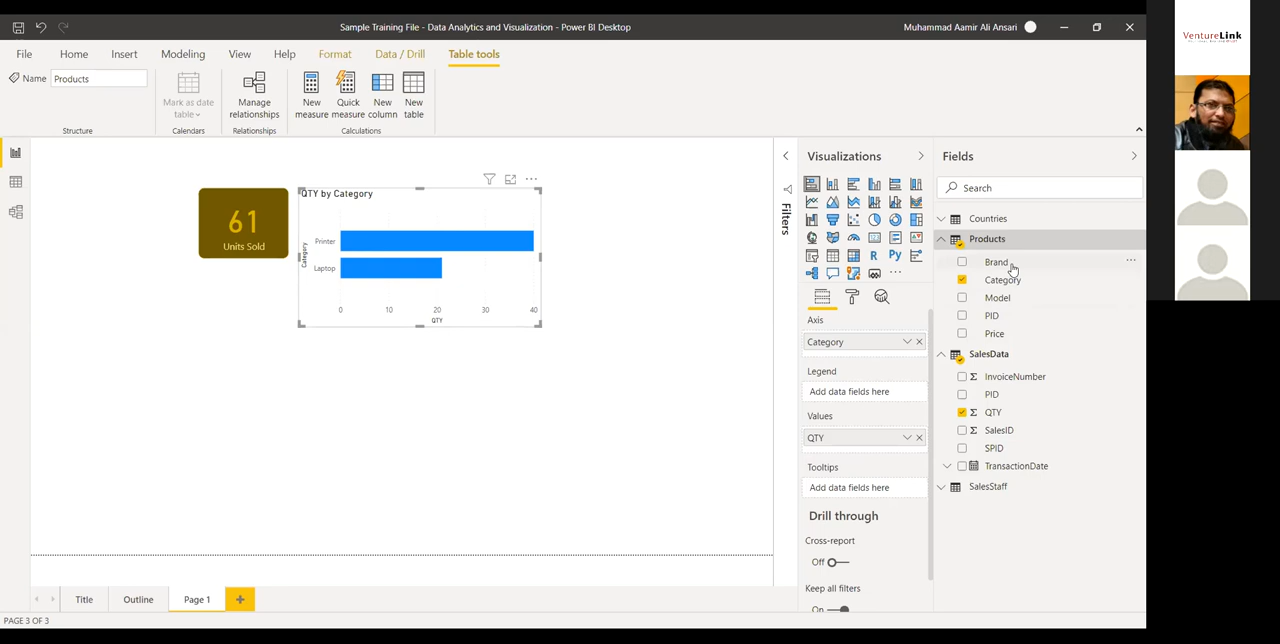 Sample Training File - Data Analytics and Visualization - Power BI Desktop
Muhammad Aamir Ali Ansari
VentureLink
File
Home
Insert
Modeling
View
Help
Format
Data / Drill
Table tools
Name
Products
Mark as date
table
Manage
relationships
New
measure
Quick
measure
New
column
New
table
Structure
Calendars
Relationships
Calculations
61
Units Sold
QTY by Category
Category
Printer
Laptop
0
10
20
30
40
QTY
Filters
Visualizations
R
Py
Axis
Category
Legend
Add data fields here
Values
QTY
Tooltips
Add data fields here
Drill through
Cross-report
Off
Keep all filters
On
Fields
Search
Countries
Products
Brand
Category
Model
PID
Price
SalesData
Σ InvoiceNumber
PID
Σ QTY
Σ SalesID
SPID
TransactionDate
SalesStaff
Title
Outline
Page 1
PAGE 3 OF 3